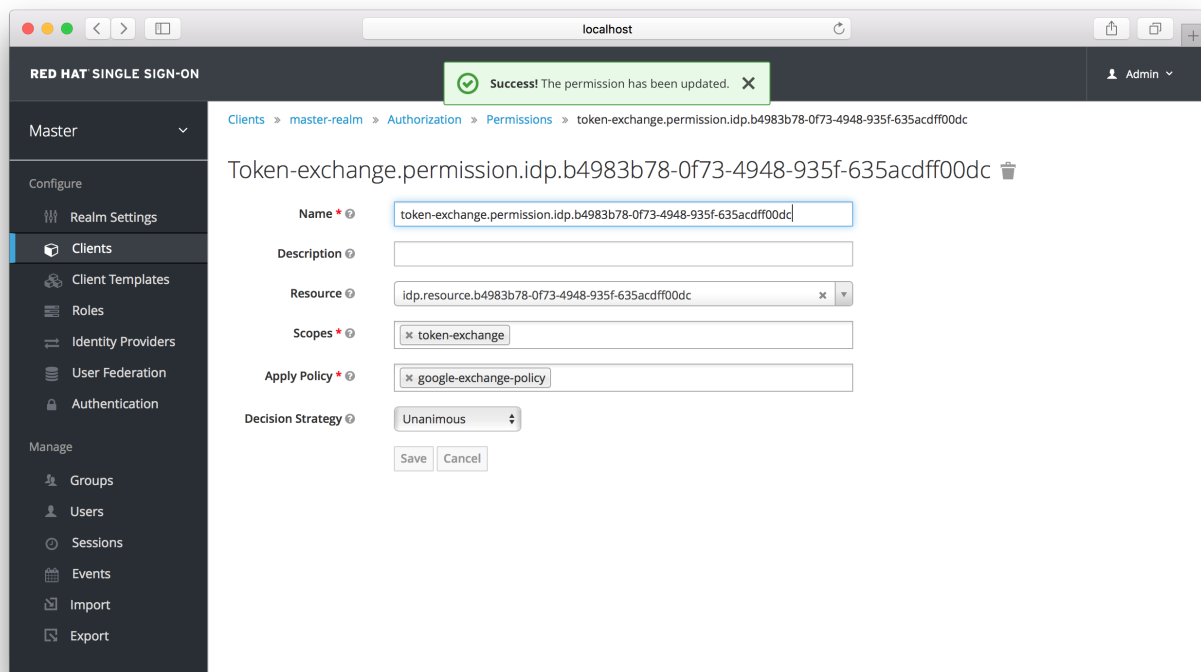 localhost
RED HAT SINGLE SIGN-ON
Success! The permission has been updated.
Admin
Master
Clients » master-realm » Authorization » Permissions » token-exchange.permission.idp.b4983b78-0f73-4948-935f-635acdff00dc
Token-exchange.permission.idp.b4983b78-0f73-4948-935f-635acdff00dc
Configure
Realm Settings
Clients
Client Templates
Roles
Identity Providers
User Federation
Authentication
Manage
Groups
Users
Sessions
Events
Import
Export
Name * token-exchange.permission.idp.b4983b78-0f73-4948-935f-635acdff00dc
Description
Resource idp.resource.b4983b78-0f73-4948-935f-635acdff00dc
Scopes * token-exchange
Apply Policy * google-exchange-policy
Decision Strategy Unanimous
Save Cancel